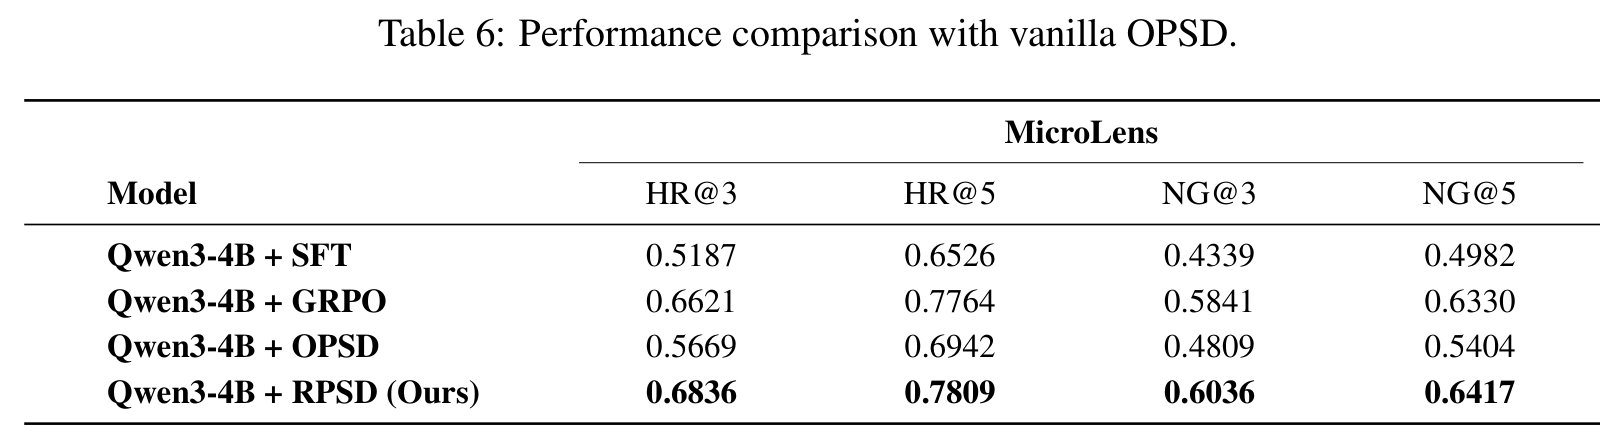 Table 6: Performance comparison with vanilla OPSD.
MicroLens
Model HR@3 HR@5 NG@3 NG@5
Qwen3-4B + SFT 0.5187 0.6526 0.4339 0.4982
Qwen3-4B + GRPO 0.6621 0.7764 0.5841 0.6330
Qwen3-4B + OPSD 0.5669 0.6942 0.4809 0.5404
Qwen3-4B + RPSD (Ours) 0.6836 0.7809 0.6036 0.6417